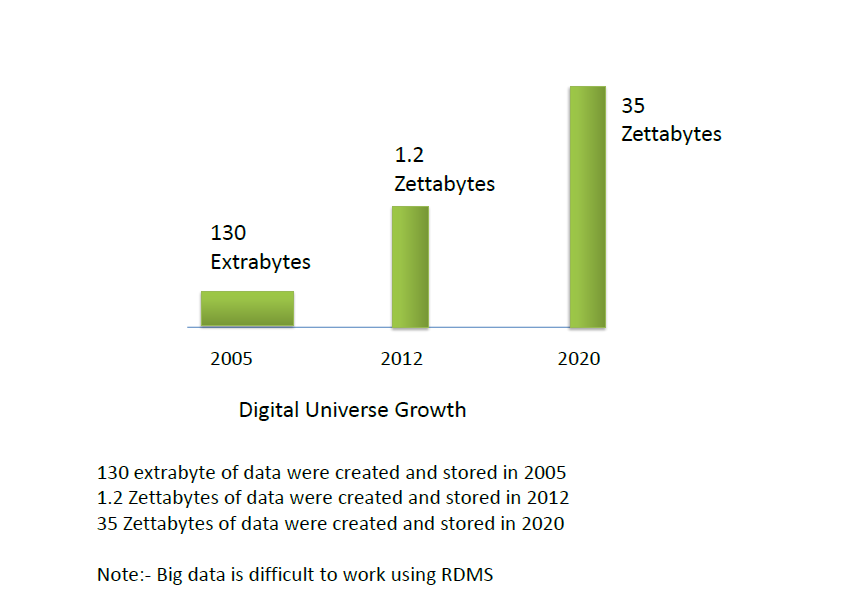 35
Zettabytes
1.2
Zettabytes
130
Extrabytes
2005
2012
2020
Digital Universe Growth
130 extrabyte of data were created and stored in 2005
1.2 Zettabytes of data were created and stored in 2012
35 Zettabytes of data were created and stored in 2020
Note:- Big data is difficult to work using RDMS